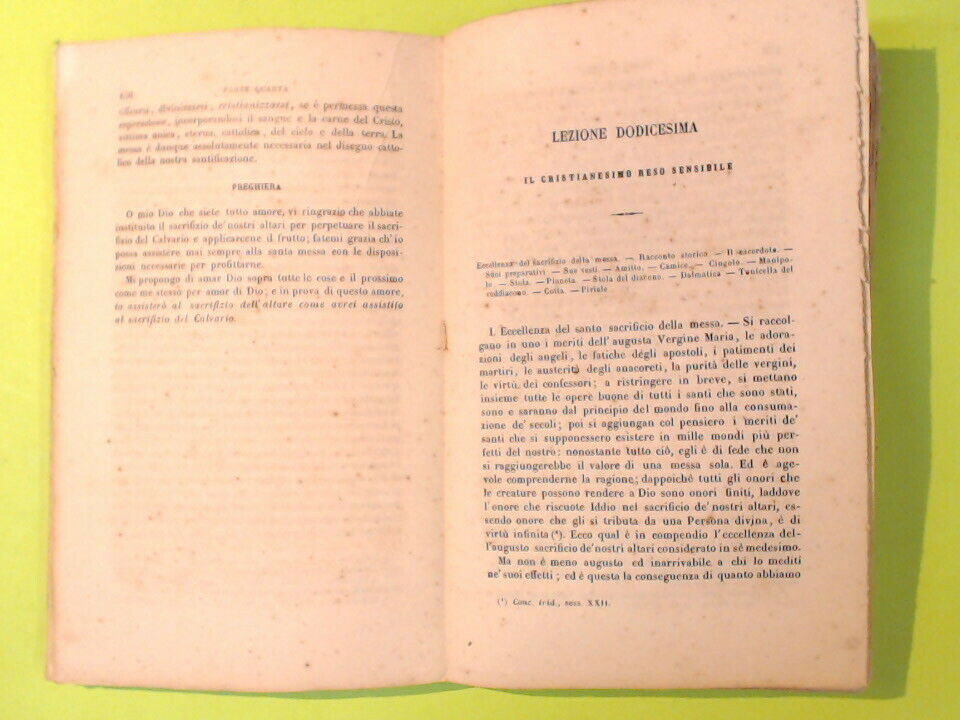 PARTE QUARTA
divinizzarsi, cristianizzarsi, se è permessa questa
espressione, incorporandosi il sangue e la carne del Cristo,
vittima unica, eterna, cattolica, del cielo e della terra. La
messa è dunque assolutamente necessaria nel disegno catto-
lico della nostra santificazione.
PREGHIERA
O mio Dio che siete tutto amore, vi ringrazio che abbiate
instituito il sacrifizio de' nostri altari per perpetuare il sacri-
fizio del Calvario e applicarcene il frutto; fatemi grazia ch'io
possa assistere mai sempre alla santa messa con le disposi-
zioni necessarie per profittarne.
Mi propongo di amar Dio sopra tutte le cose e il prossimo
come me stesso per amor di Dio; e in prova di questo amore,
io assisterò al sacrifizio dell'altare come avrei assistito
al sacrifizio del Calvario.
LEZIONE DODICESIMA
IL CRISTIANESIMO RESO SENSIBILE
Eccellenza del sacrifizio della messa. — Racconto storico. — Il sacerdote. —
Suoi preparativi. — Sue vesti. — Amitto. — Camice. — Cingolo. — Manipo-
lo. — Stola. — Pianeta. — Stola del diacono. — Dalmatica. — Tunicella del
soddiacono. — Cotta. — Piviale.
I. Eccellenza del santo sacrificio della messa. — Si raccol-
gano in uno i meriti dell'augusta Vergine Maria, le adora-
zioni degli angeli, le fatiche degli apostoli, i patimenti dei
martiri, le austerità degli anacoreti, la purità delle vergini,
le virtù dei confessori; a ristringere in breve, si mettano
insieme tutte le opere buone di tutti i santi che sono stati,
sono e saranno dal principio del mondo fino alla consuma-
zione de' secoli; poi si aggiungan col pensiero i meriti de'
santi che si supponessero esistere in mille mondi più per-
fetti del nostro: nonostante tutto ciò, egli è di fede che non
si raggiungerebbe il valore di una messa sola. Ed è age-
vole comprenderne la ragione; dappoichè tutti gli onori che
le creature possono rendere a Dio sono onori finiti, laddove
l'onore che riscuote Iddio nel sacrificio de' nostri altari, es-
sendo onore che gli si tributa da una Persona divina, è di
virtù infinita (¹). Ecco qual è in compendio l'eccellenza del-
l'augusto sacrificio de' nostri altari considerato in sè medesimo.
Ma non è meno augusto ed inarrivabile a chi lo mediti
ne' suoi effetti; ed è questa la conseguenza di quanto abbiamo
(¹) Conc. trid., sess. XXII.